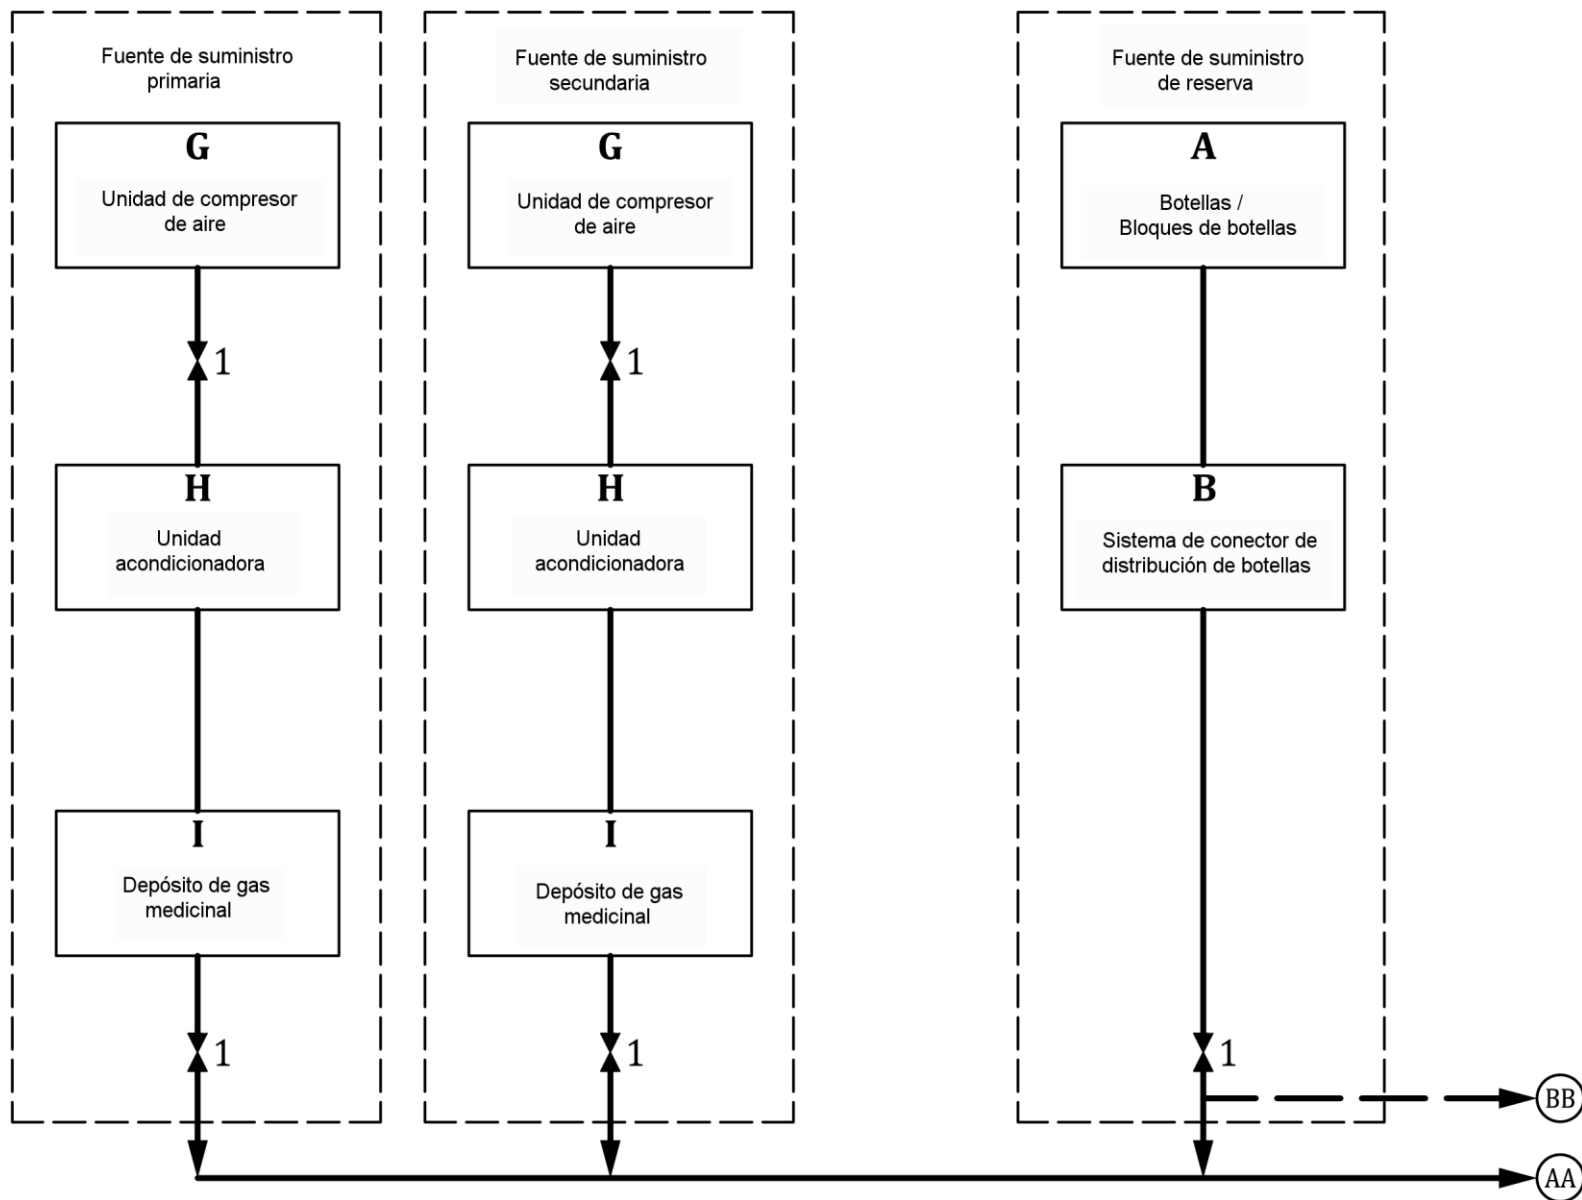 Fuente de suministro
primaria
G
Unidad de compresor
de aire
1
H
Unidad
acondicionadora
I
Depósito de gas
medicinal
1
Fuente de suministro
secundaria
G
Unidad de compresor
de aire
1
H
Unidad
acondicionadora
I
Depósito de gas
medicinal
1
Fuente de suministro
de reserva
A
Botellas /
Bloques de botellas
B
Sistema de conector de
distribución de botellas
1
BB
AA